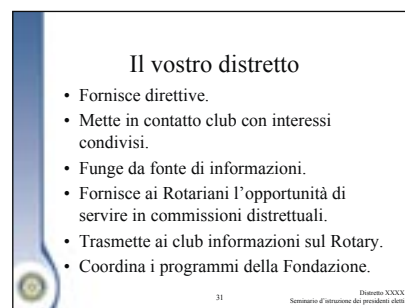 Il vostro distretto
• Fornisce direttive.
• Mette in contatto club con interessi
condivisi.
• Funge da fonte di informazioni.
• Fornisce ai Rotariani l’opportunità di
servire in commissioni distrettuali.
• Trasmette ai club informazioni sul Rotary.
• Coordina i programmi della Fondazione.
31
Distretto XXXX
Seminario d’istruzione dei presidenti eletti